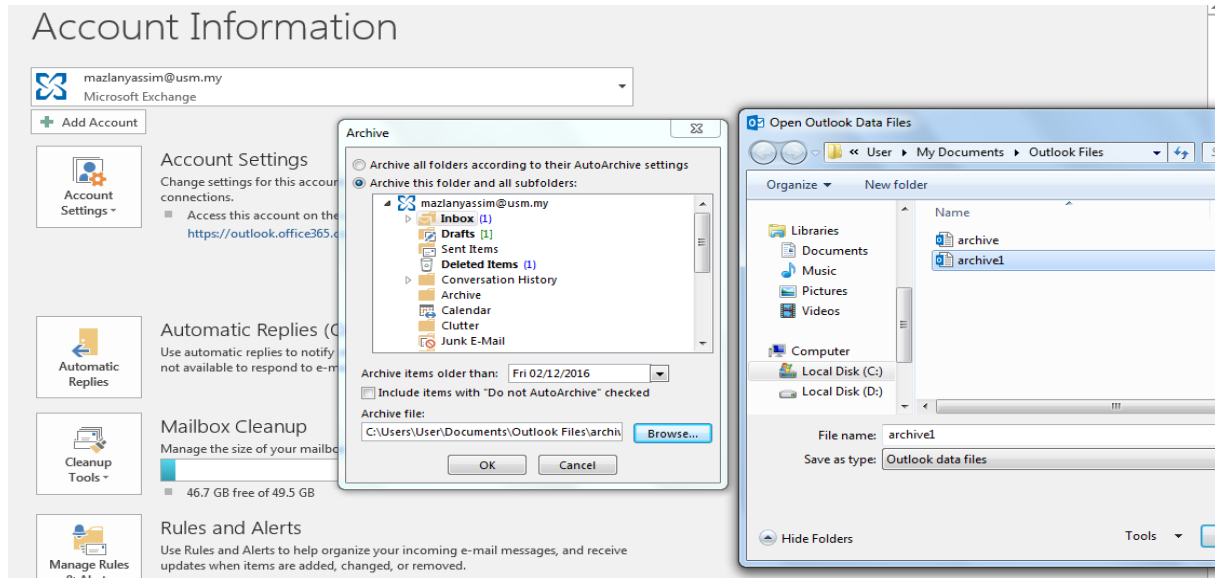 Account Information
mazlanyassim@usm.my
Microsoft Exchange
Add Account
Account Settings
Change settings for this accour
connections.
Access this account on the
https://outlook.office365.c
Account
Settings
Automatic Replies (O
Use automatic replies to notify
not available to respond to e-m
Automatic
Replies
Mailbox Cleanup
Manage the size of your mailbo
46.7 GB free of 49.5 GB
Cleanup
Tools
Rules and Alerts
Use Rules and Alerts to help organize your incoming e-mail messages, and receive
updates when items are added, changed, or removed.
Manage Rules
Archive
Archive all folders according to their AutoArchive settings
Archive this folder and all subfolders:
mazlanyassim@usm.my
Inbox (1)
Drafts [1]
Sent Items
Deleted Items (1)
Conversation History
Archive
Calendar
Clutter
Junk E-Mail
Archive items older than: Fri 02/12/2016
Include items with "Do not AutoArchive" checked
Archive file:
C:\Users\User\Documents\Outlook Files\archiv
Browse...
OK Cancel
Open Outlook Data Files
« User My Documents Outlook Files
Organize New folder
Name
Libraries
Documents
Music
Pictures
Videos
Computer
Local Disk (C:)
Local Disk (D:)
archive
archive1
File name: archive1
Save as type: Outlook data files
Hide Folders
Tools